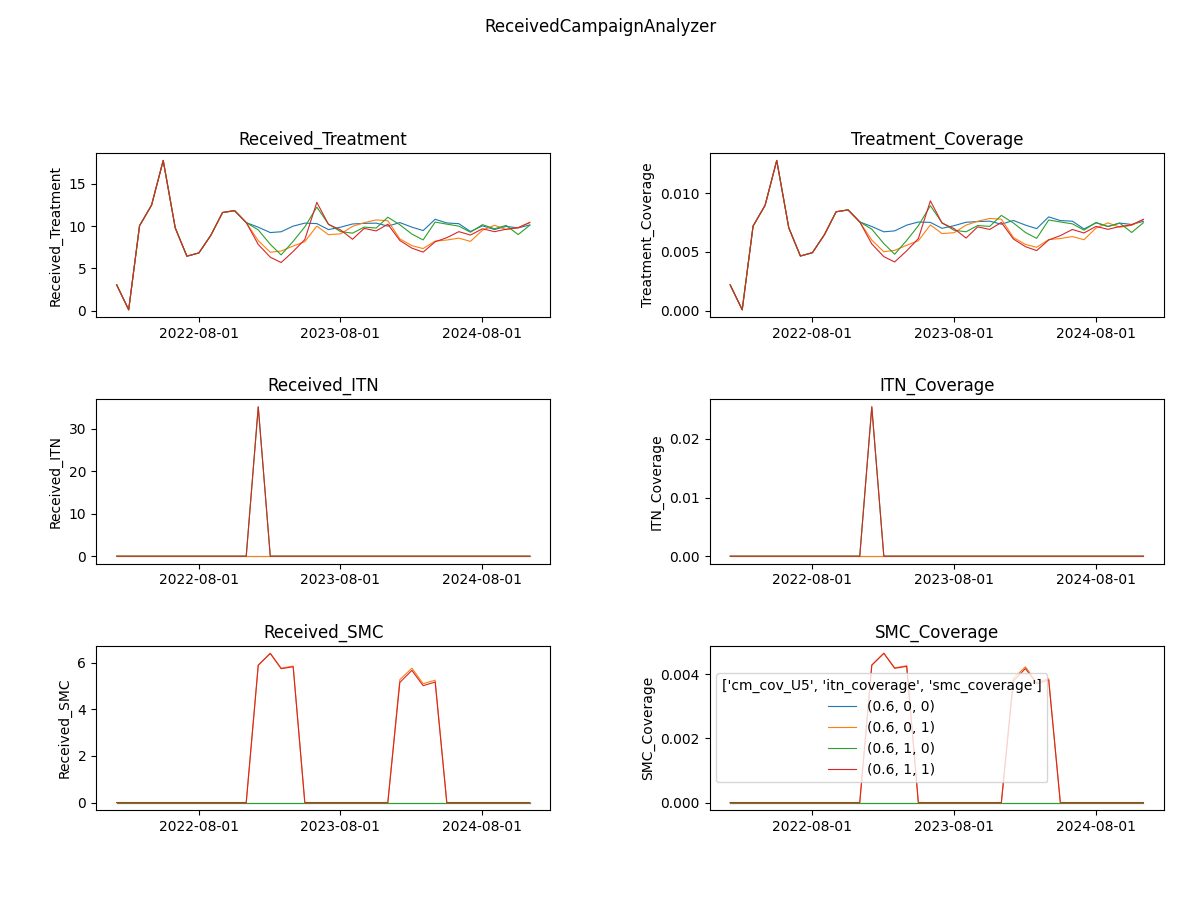 ReceivedCampaignAnalyzer
Received_Treatment
Received_Treatment
15
10
5
0
2022-08-01 2023-08-01 2024-08-01
Treatment_Coverage
Treatment_Coverage
0.010
0.005
0.000
2022-08-01 2023-08-01 2024-08-01
Received_ITN
Received_ITN
30
20
10
0
2022-08-01 2023-08-01 2024-08-01
ITN_Coverage
ITN_Coverage
0.02
0.01
0.00
2022-08-01 2023-08-01 2024-08-01
Received_SMC
Received_SMC
6
4
2
0
2022-08-01 2023-08-01 2024-08-01
SMC_Coverage
SMC_Coverage
0.004
0.002
0.000
['cm_cov_U5', 'itn_coverage', 'smc_coverage']
(0.6, 0, 0)
(0.6, 0, 1)
(0.6, 1, 0)
(0.6, 1, 1)
2022-08-01 2023-08-01 2024-08-01